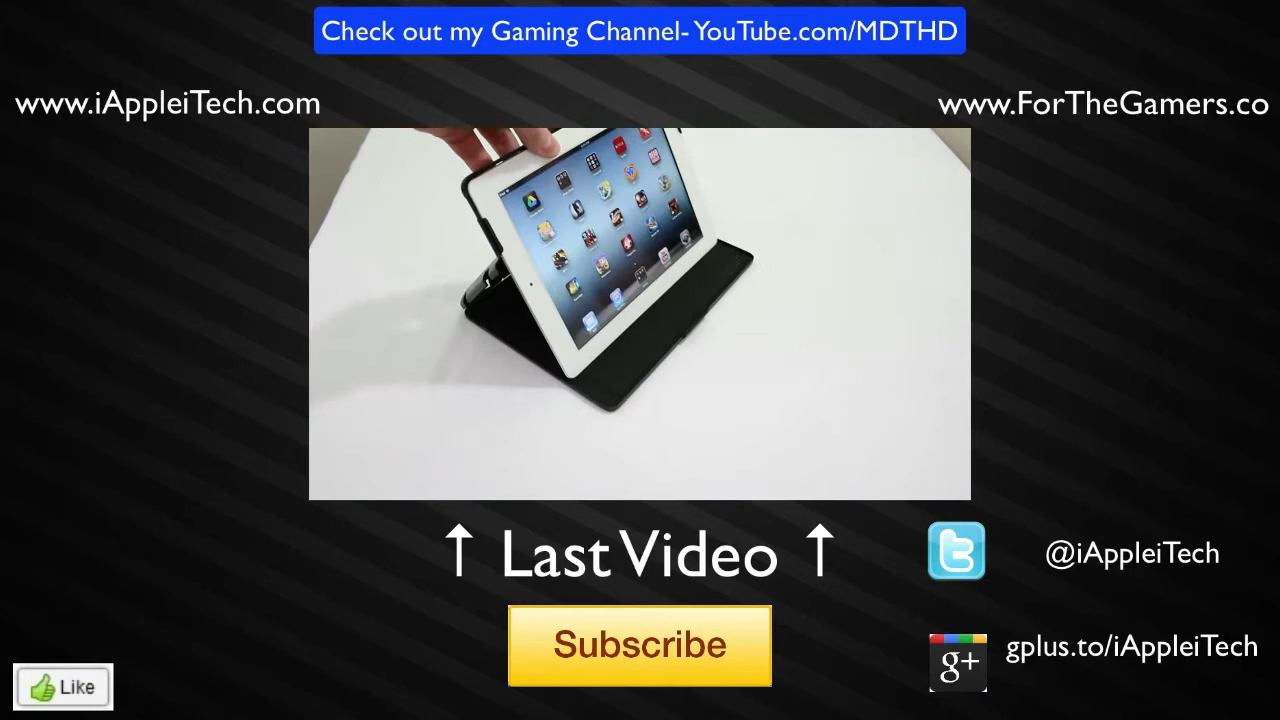 Check out my Gaming Channel- YouTube.com/MDTHD
www.iAppleiTech.com
www.ForTheGamers.co
↑ Last Video ↑
@iAppleiTech
Subscribe
g+
gplus.to/iAppleiTech
Like